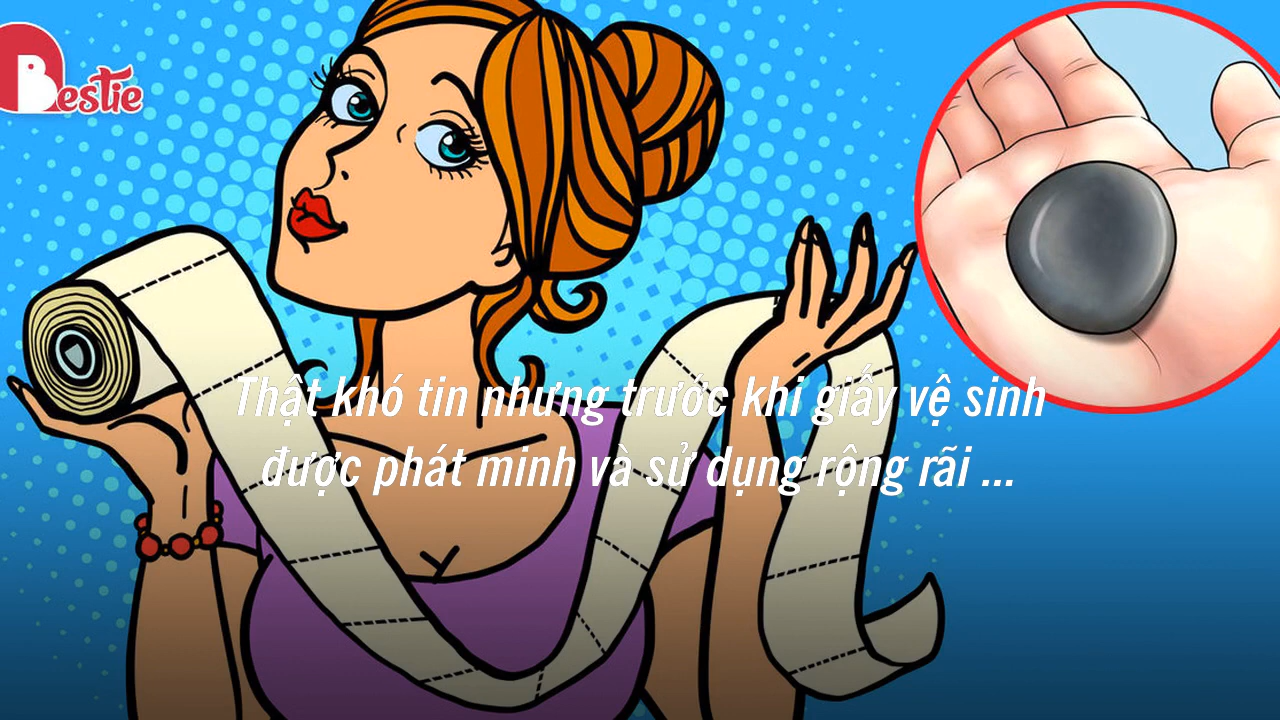 Bestie
Thật khó tin nhưng trước khi giấy vệ sinh
được phát minh và sử dụng rộng rãi ...